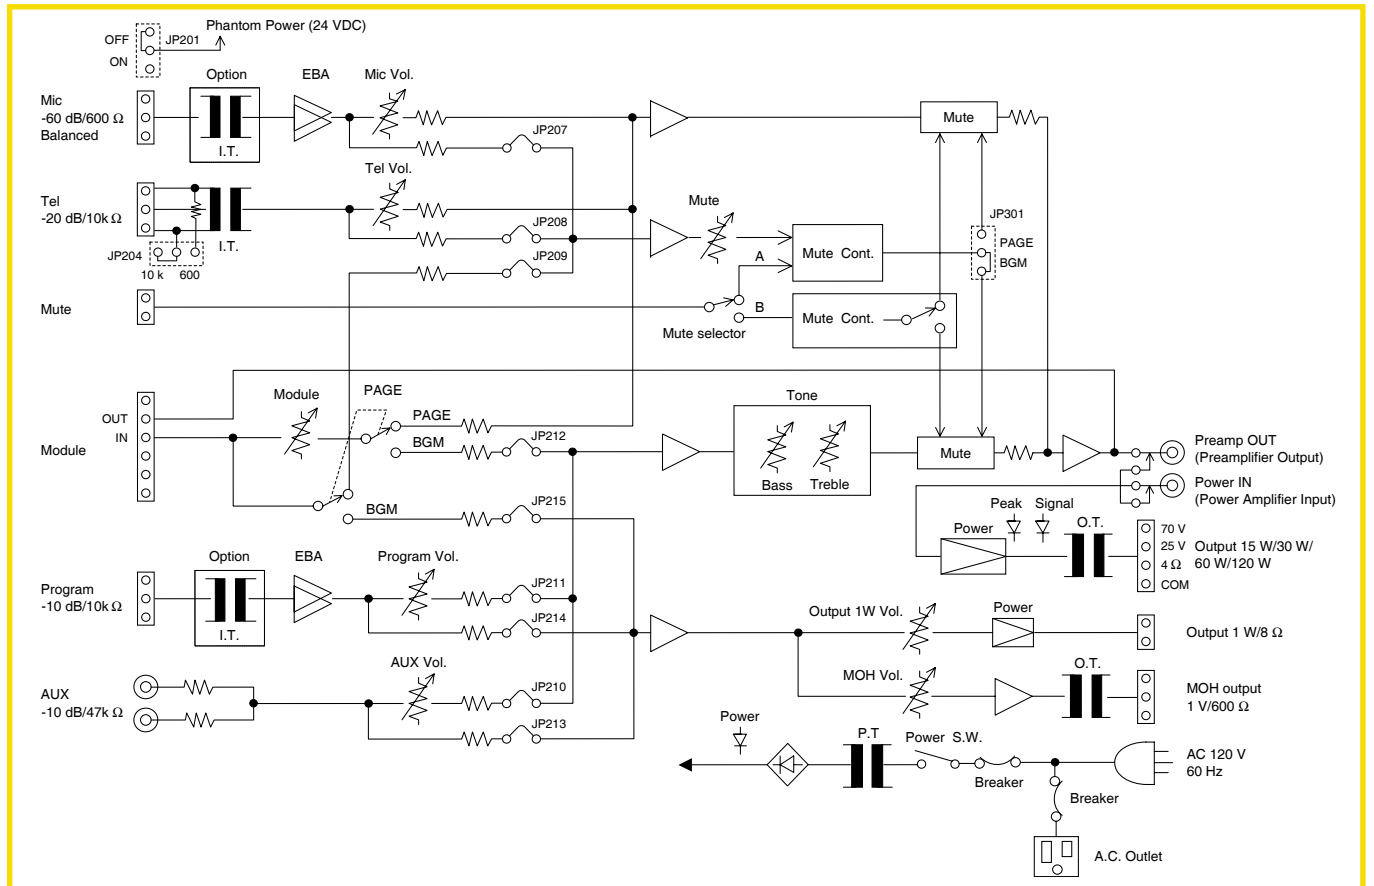 Phantom Power (24 VDC)
OFF
JP201
ON
Option
EBA
Mic Vol.
Mic
-60 dB/600 Ω
Balanced
I.T.
JP207
Mute
Tel Vol.
Tel
-20 dB/10k Ω
I.T.
JP204
10 k
600
JP208
JP209
Mute
Mute Cont.
A
JP301
PAGE
BGM
Mute
Mute selector
B
Mute Cont.
Module
PAGE
PAGE
BGM
JP212
Tone
Bass
Treble
Mute
OUT
IN
Module
BGM
JP215
Preamp OUT
(Preamplifier Output)
Power IN
(Power Amplifier Input)
Peak
Signal
Power
O.T.
70 V
25 V
4 Ω
COM
Output 15 W/30 W/
60 W/120 W
Option
EBA
Program Vol.
Program
-10 dB/10k Ω
I.T.
JP211
JP214
Output 1W Vol.
Power
Output 1 W/8 Ω
AUX Vol.
AUX
-10 dB/47k Ω
JP210
JP213
MOH Vol.
O.T.
MOH output
1 V/600 Ω
Power
P.T
Power S.W.
Breaker
AC 120 V
60 Hz
Breaker
A.C. Outlet